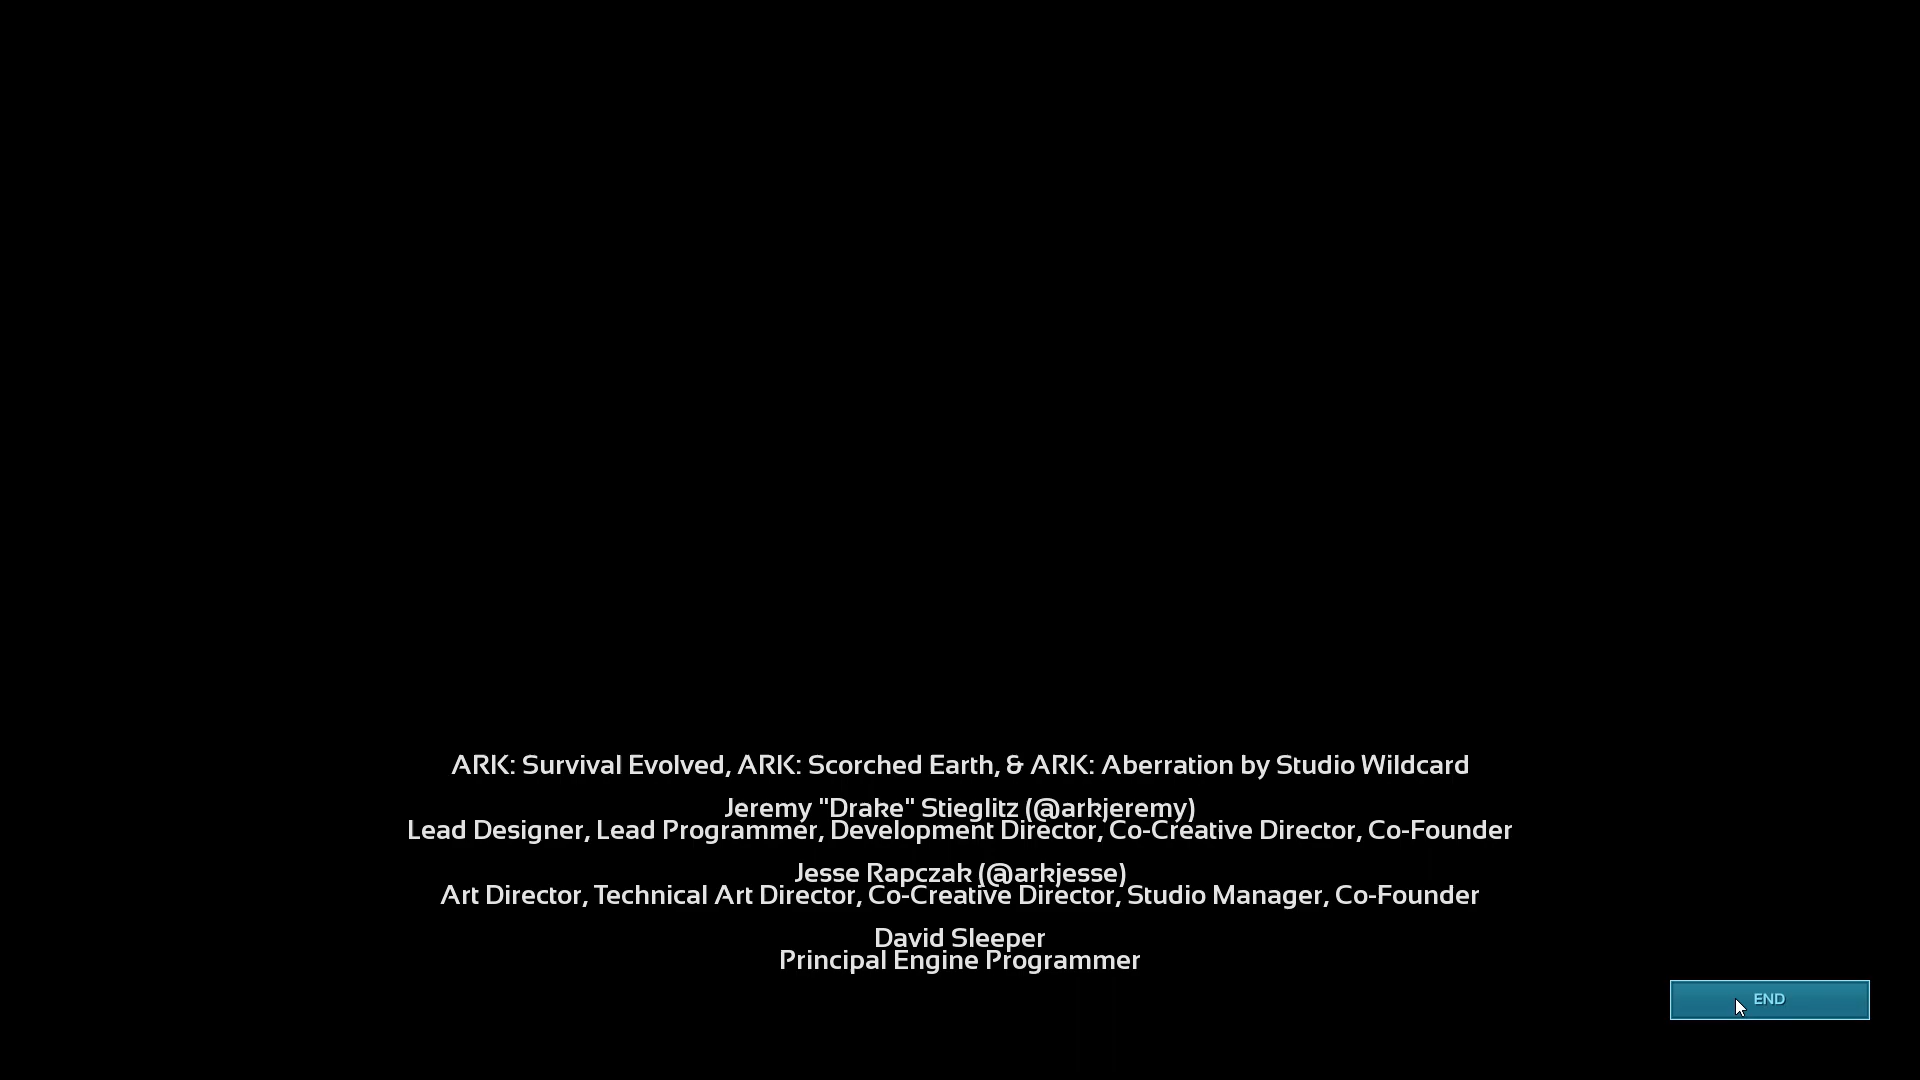 ARK: Survival Evolved, ARK: Scorched Earth, & ARK: Aberration by Studio Wildcard
Jeremy "Drake" Stieglitz (@arkjeremy)
Lead Designer, Lead Programmer, Development Director, Co-Creative Director, Co-Founder
Jesse Rapczak (@arkjesse)
Art Director, Technical Art Director, Co-Creative Director, Studio Manager, Co-Founder
David Sleeper
Principal Engine Programmer
END